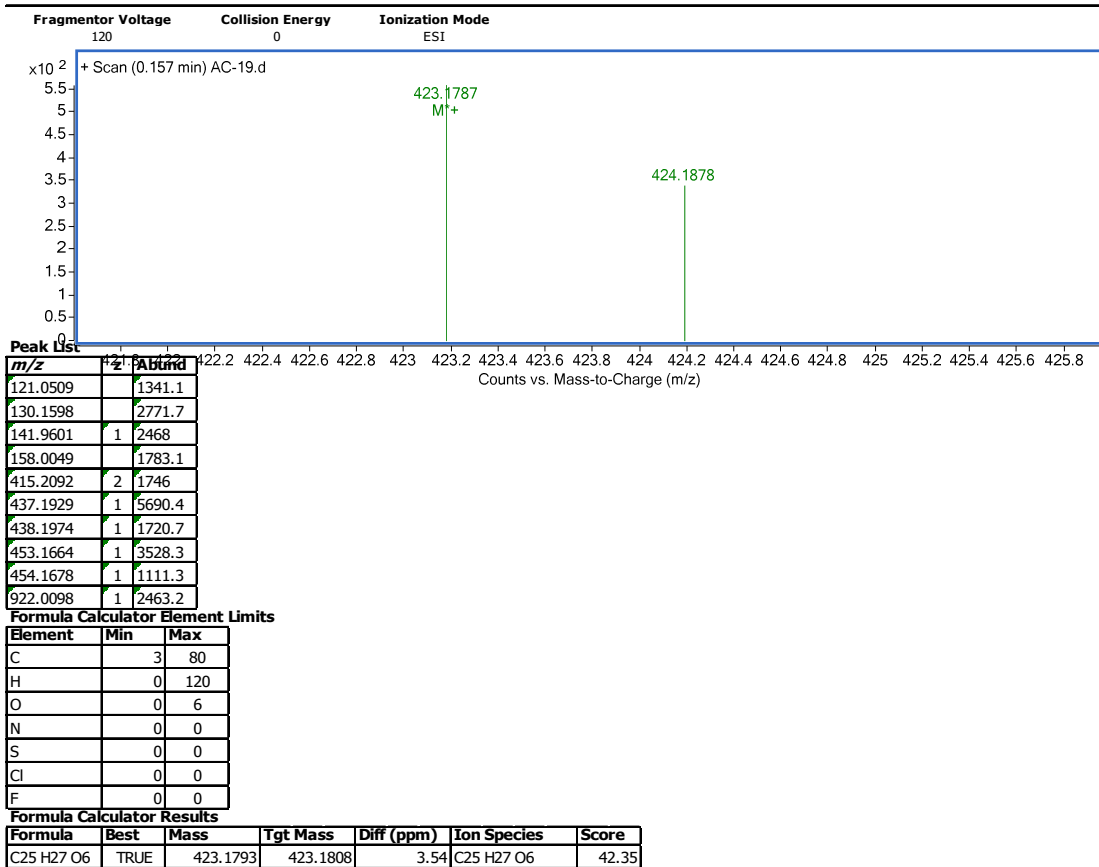 Fragmentor Voltage Collision Energy Ionization Mode
120 0 ESI
x10 2 + Scan (0.157 min) AC-19.d
5.5
423.1787
5 M*+
4.5
4
3.5 424.1878
3
2.5
2
1.5
1
0.5
0
421.8 422 422.2 422.4 422.6 422.8 423 423.2 423.4 423.6 423.8 424 424.2 424.4 424.6 424.8 425 425.2 425.4 425.6 425.8
Counts vs. Mass-to-Charge (m/z)
Peak List
m/z z Abund
121.0509 1341.1
130.1598 2771.7
141.9601 1 2468
158.0049 1783.1
415.2092 2 1746
437.1929 1 5690.4
438.1974 1 1720.7
453.1664 1 3528.3
454.1678 1 1111.3
922.0098 1 2463.2
Formula Calculator Element Limits
Element Min Max
C 3 80
H 0 120
O 0 6
N 0 0
S 0 0
Cl 0 0
F 0 0
Formula Calculator Results
Formula Best Mass Tgt Mass Diff (ppm) Ion Species Score
C25 H27 O6 TRUE 423.1793 423.1808 3.54 C25 H27 O6 42.35